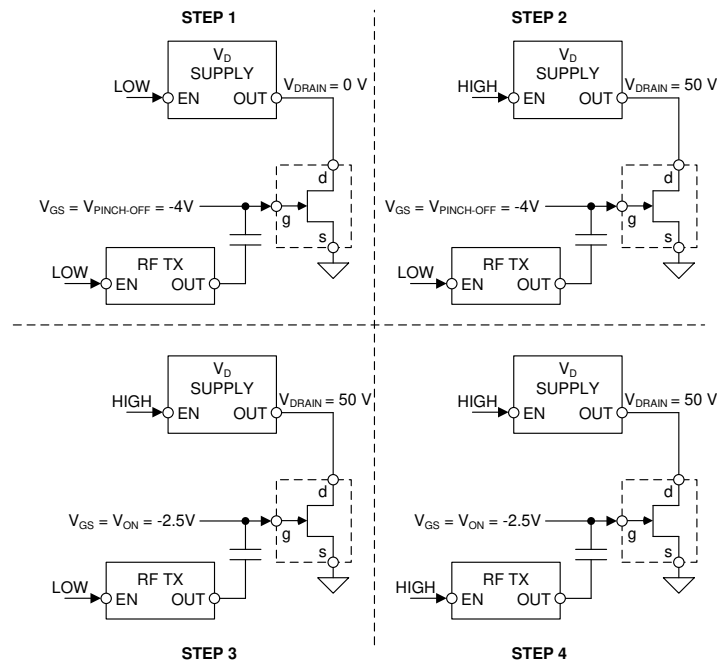 STEP 1
V_D
SUPPLY
LOW
EN
OUT
V_DRAIN = 0 V
d
V_GS = V_PINCH-OFF = -4V
g
s
RF TX
LOW
EN
OUT
STEP 2
V_D
SUPPLY
HIGH
EN
OUT
V_DRAIN = 50 V
d
V_GS = V_PINCH-OFF = -4V
g
s
RF TX
LOW
EN
OUT
V_D
SUPPLY
HIGH
EN
OUT
V_DRAIN = 50 V
d
V_GS = V_ON = -2.5V
g
s
RF TX
LOW
EN
OUT
STEP 3
V_D
SUPPLY
HIGH
EN
OUT
V_DRAIN = 50 V
d
V_GS = V_ON = -2.5V
g
s
RF TX
HIGH
EN
OUT
STEP 4